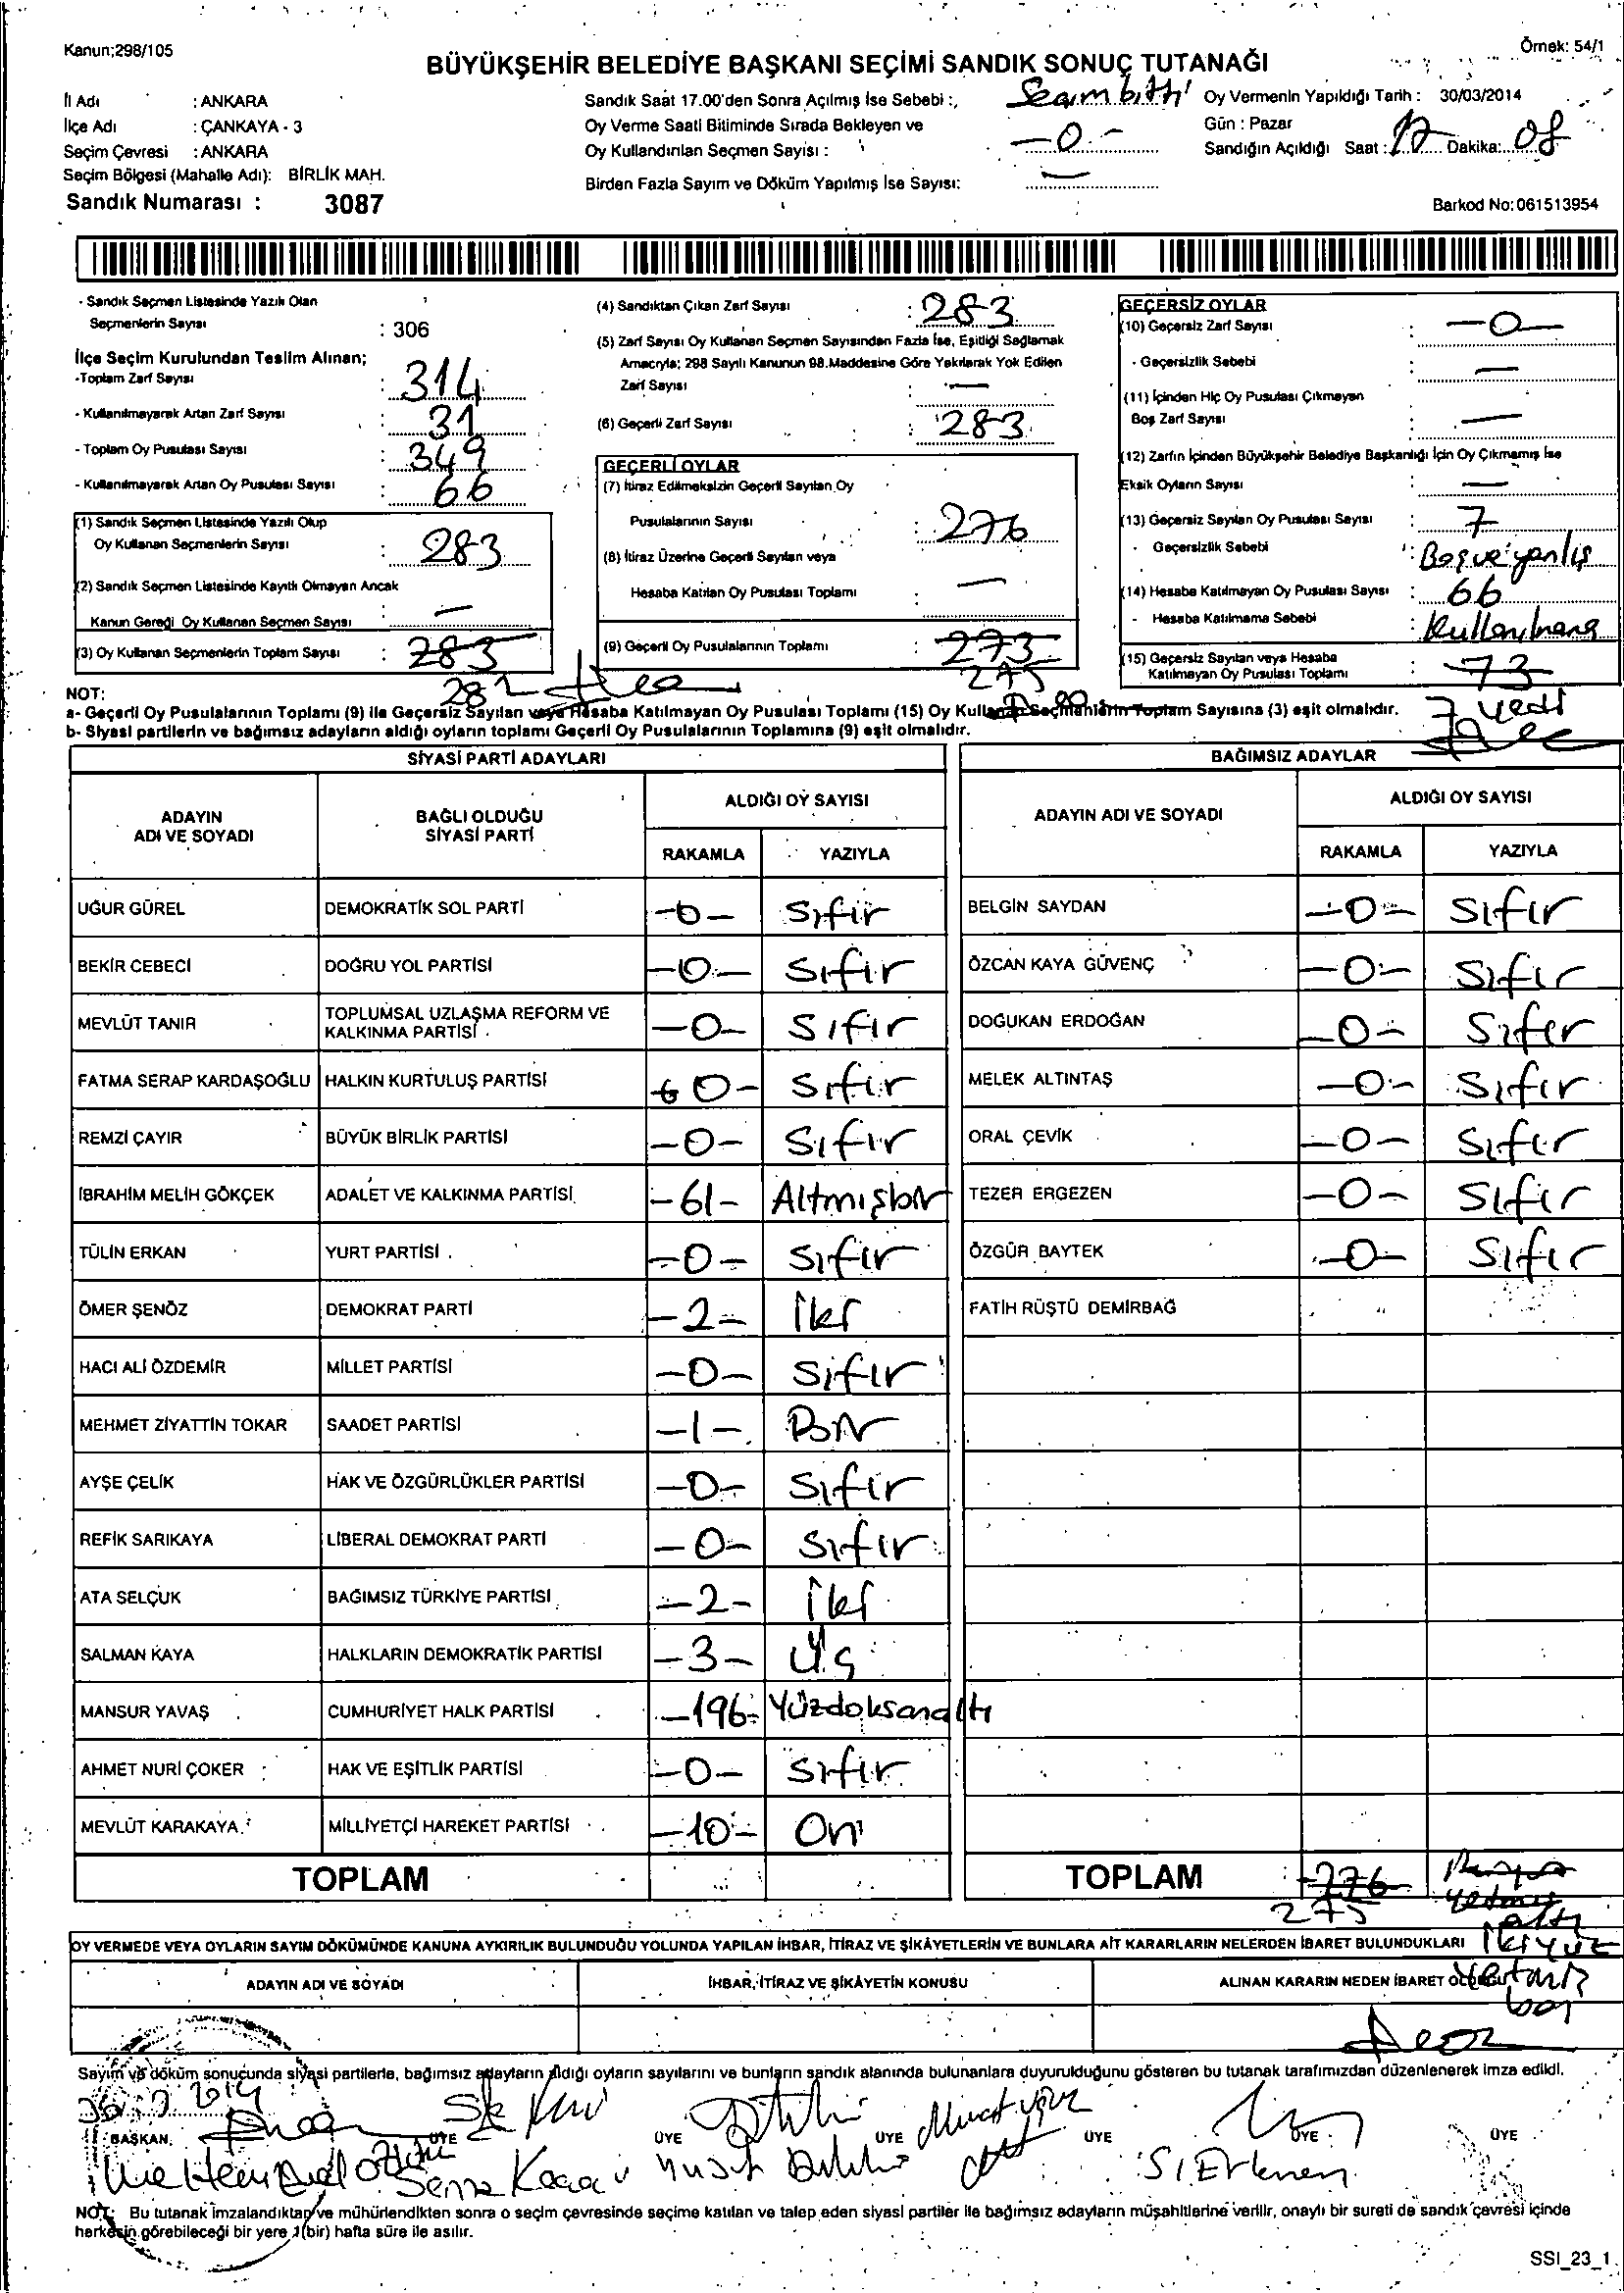 Kanun;298/105
Örnek: 54/1
BÜYÜKŞEHİR BELEDİYE BAŞKANI SEÇİMİ SANDIK SONUÇ TUTANAĞI
İl Adı : ANKARA
İlçe Adı : ÇANKAYA - 3
Seçim Çevresi : ANKARA
Seçim Bölgesi (Mahalle Adı): BİRLİK MAH.
Sandık Numarası : 3087
Sandık Saat 17.00'den Sonra Açılmış İse Sebebi :, Seçim bitti
Oy Verme Saati Bitiminde Sırada Bekleyen ve
Oy Kullandırılan Seçmen Sayısı : -0-
Birden Fazla Sayım ve Döküm Yapılmış İse Sayısı: —
Oy Vermenin Yapıldığı Tarih : 30/03/2014
Gün : Pazar
Sandığın Açıldığı Saat : 17 Dakika: 08
Barkod No: 061513954
- Sandık Seçmen Listesinde Yazılı Olan
Seçmenlerin Sayısı : 306
İlçe Seçim Kurulundan Teslim Alınan;
-Toplam Zarf Sayısı : 314
- Kullanılmayarak Artan Zarf Sayısı : 31
- Toplam Oy Pusulası Sayısı : 349
- Kullanılmayarak Artan Oy Pusulası Sayısı : 66
(1) Sandık Seçmen Listesinde Yazılı Olup
Oy Kullanan Seçmenlerin Sayısı : 283
(2) Sandık Seçmen Listesinde Kayıtlı Olmayan Ancak
Kanun Gereği Oy Kullanan Seçmen Sayısı : —
(3) Oy Kullanan Seçmenlerin Toplam Sayısı : 283
282
(4) Sandıktan Çıkan Zarf Sayısı : 283
(5) Zarf Sayısı Oy Kullanan Seçmen Sayısından Fazla İse, Eşitliği Sağlamak
Amacıyla; 298 Sayılı Kanunun 98.Maddesine Göre Yakılarak Yok Edilen
Zarf Sayısı : —
(6) Geçerli Zarf Sayısı : 283
GEÇERLİ OYLAR
(7) İtiraz Edilmeksizin Geçerli Sayılan Oy
Pusulalarının Sayısı : 276
(8) İtiraz Üzerine Geçerli Sayılan veya
Hesaba Katılan Oy Pusulası Toplamı : —
(9) Geçerli Oy Pusulalarının Toplamı : 273
275
GEÇERSİZ OYLAR
(10) Geçersiz Zarf Sayısı : —0—
- Geçersizlik Sebebi : —
(11) İçinden Hiç Oy Pusulası Çıkmayan
Boş Zarf Sayısı : —
(12) Zarfın İçinden Büyükşehir Belediye Başkanlığı İçin Oy Çıkmamış İse
Eksik Oyların Sayısı : —
(13) Geçersiz Sayılan Oy Pusulası Sayısı : 7
- Geçersizlik Sebebi : Boş ve yanlış
(14) Hesaba Katılmayan Oy Pusulası Sayısı : 66
- Hesaba Katılmama Sebebi :
(15) Geçersiz Sayılan veya Hesaba
Katılmayan Oy Pusulası Toplamı : 73
7 yedi
NOT:
a- Geçerli Oy Pusulalarının Toplamı (9) ile Geçersiz Sayılan veya Hesaba Katılmayan Oy Pusulası Toplamı (15) Oy Kullanan Seçmenlerin Toplam Sayısına (3) eşit olmalıdır.
b- Siyasi partilerin ve bağımsız adayların aldığı oyların toplamı Geçerli Oy Pusulalarının Toplamına (9) eşit olmalıdır.
SİYASİ PARTİ ADAYLARI
ADAYIN ADI VE SOYADI
BAĞLI OLDUĞU SİYASİ PARTİ
ALDIĞI OY SAYISI
RAKAMLA YAZIYLA
UĞUR GÜREL DEMOKRATİK SOL PARTİ -0- Sıfır
BEKİR CEBECİ DOĞRU YOL PARTİSİ -0- Sıfır
MEVLÜT TANIR TOPLUMSAL UZLAŞMA REFORM VE KALKINMA PARTİSİ -0- Sıfır
FATMA SERAP KARDAŞOĞLU HALKIN KURTULUŞ PARTİSİ 0- Sıfır
REMZİ ÇAYIR BÜYÜK BİRLİK PARTİSİ -0- Sıfır
İBRAHİM MELİH GÖKÇEK ADALET VE KALKINMA PARTİSİ -61- Altmışbir
TÜLİN ERKAN YURT PARTİSİ -0- Sıfır
ÖMER ŞENÖZ DEMOKRAT PARTİ -2- İki
HACI ALİ ÖZDEMİR MİLLET PARTİSİ -0- Sıfır
MEHMET ZİYATTİN TOKAR SAADET PARTİSİ -1- Bir
AYŞE ÇELİK HAK VE ÖZGÜRLÜKLER PARTİSİ -0- Sıfır
REFİK SARIKAYA LİBERAL DEMOKRAT PARTİ -0- Sıfır
ATA SELÇUK BAĞIMSIZ TÜRKİYE PARTİSİ -2- İki
SALMAN KAYA HALKLARIN DEMOKRATİK PARTİSİ -3- Üç
MANSUR YAVAŞ CUMHURİYET HALK PARTİSİ -196- Yüzdoksanaltı
AHMET NURİ ÇOKER HAK VE EŞİTLİK PARTİSİ -0- Sıfır
MEVLÜT KARAKAYA MİLLİYETÇİ HAREKET PARTİSİ -10- On
TOPLAM
BAĞIMSIZ ADAYLAR
ADAYIN ADI VE SOYADI
ALDIĞI OY SAYISI
RAKAMLA YAZIYLA
BELGİN SAYDAN -0- Sıfır
ÖZCAN KAYA GÜVENÇ -0- Sıfır
DOĞUKAN ERDOĞAN -0- Sıfır
MELEK ALTINTAŞ -0- Sıfır
ORAL ÇEVİK -0- Sıfır
TEZER ERGEZEN -0- Sıfır
ÖZGÜR BAYTEK -0- Sıfır
FATİH RÜŞTÜ DEMİRBAĞ
TOPLAM 276 yetmiş altı
275 İkiyüz yetmiş beş
OY VERMEDE VEYA OYLARIN SAYIM DÖKÜMÜNDE KANUNA AYKIRILIK BULUNDUĞU YOLUNDA YAPILAN İHBAR, İTİRAZ VE ŞİKÂYETLERİN VE BUNLARA AİT KARARLARIN NELERDEN İBARET BULUNDUKLARI
ADAYIN ADI VE SOYADI
İHBAR, İTİRAZ VE ŞİKÂYETİN KONUSU
ALINAN KARARIN NEDEN İBARET OLDUĞU
Sayım ve döküm sonucunda siyasi partilerle, bağımsız adayların aldığı oyların sayılarını ve bunların sandık alanında bulunanlara duyurulduğunu gösteren bu tutanak tarafımızdan düzenlenerek imza edildi.
2014
BAŞKAN ÜYE ÜYE ÜYE ÜYE ÜYE ÜYE
NOT: Bu tutanak imzalandıktan ve mühürlendikten sonra o seçim çevresinde seçime katılan ve talep eden siyasi partiler ile bağımsız adayların müşahitlerine verilir, onaylı bir sureti de sandık çevresi içinde
herkesin görebileceği bir yere 1 (bir) hafta süre ile asılır.
SSI_23_1